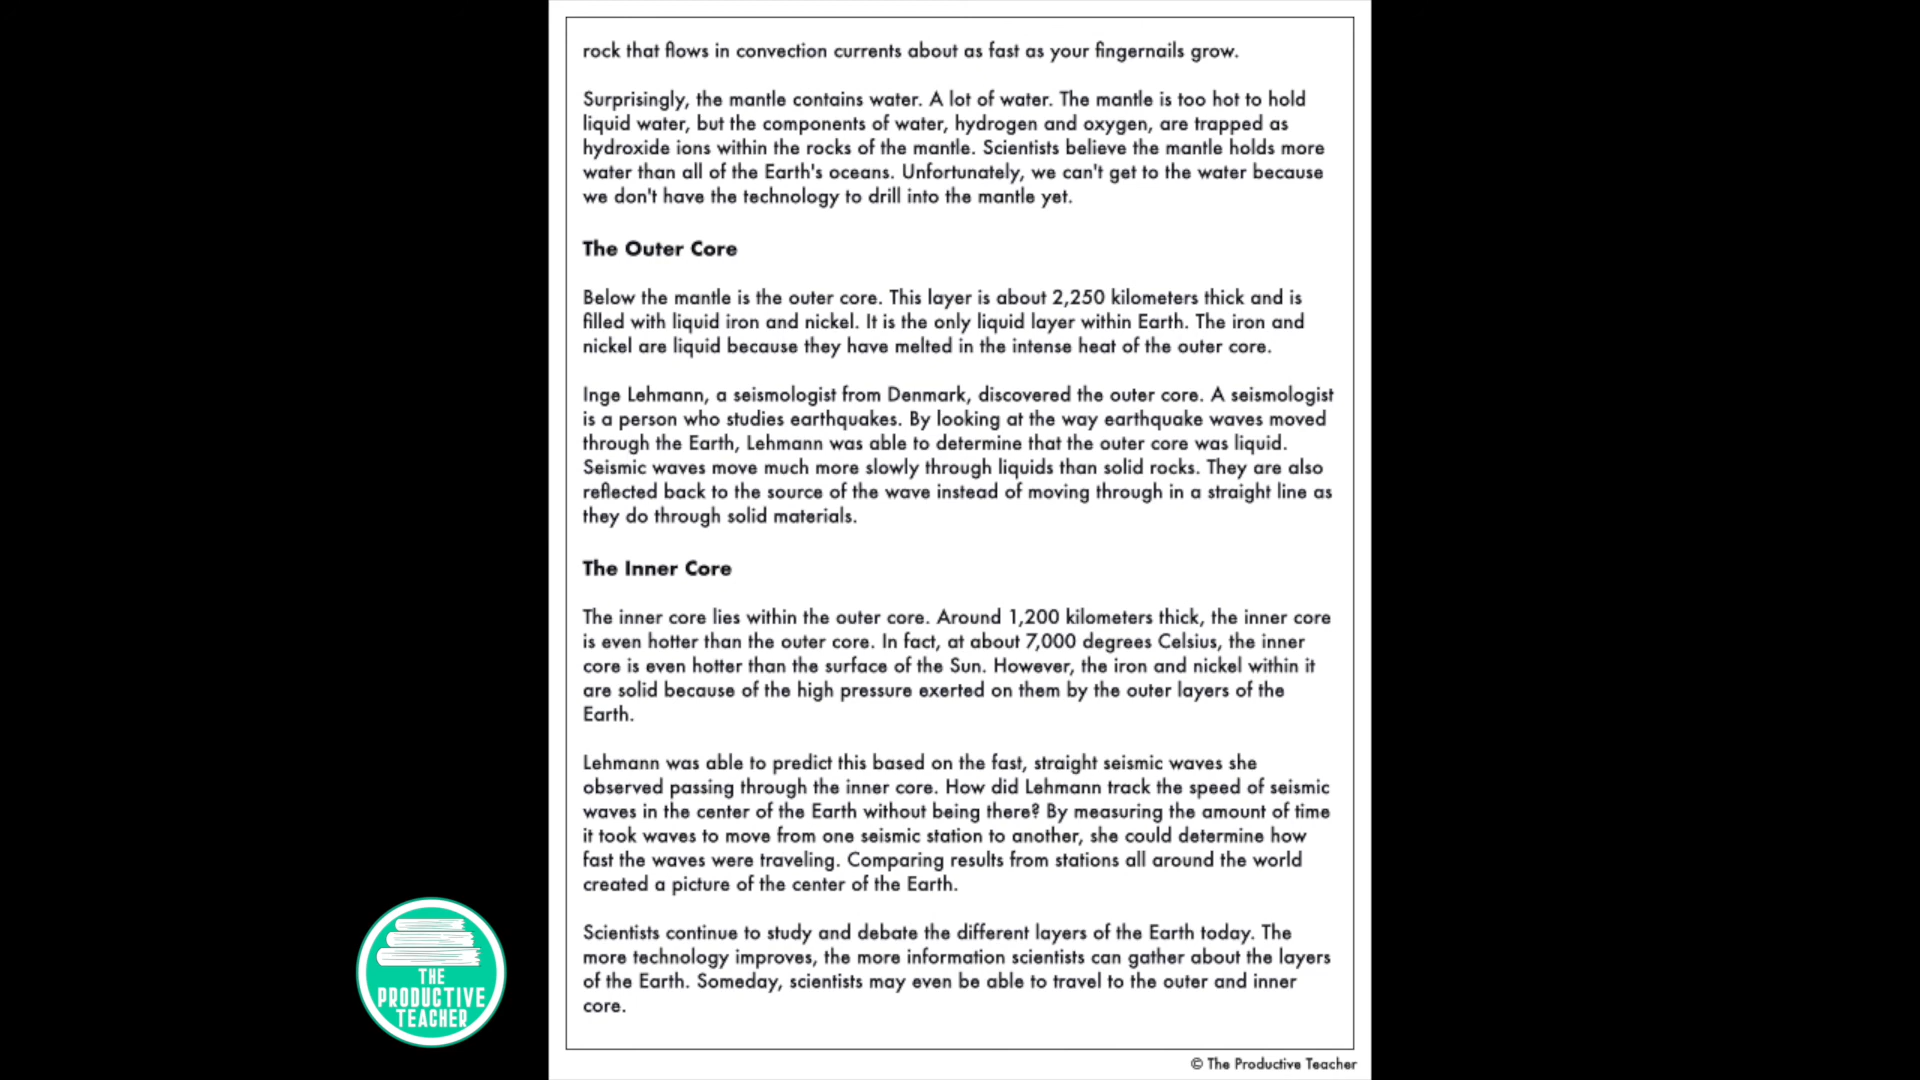 rock that flows in convection currents about as fast as your fingernails grow.
Surprisingly, the mantle contains water. A lot of water. The mantle is too hot to hold
liquid water, but the components of water, hydrogen and oxygen, are trapped as
hydroxide ions within the rocks of the mantle. Scientists believe the mantle holds more
water than all of the Earth's oceans. Unfortunately, we can't get to the water because
we don't have the technology to drill into the mantle yet.
The Outer Core
Below the mantle is the outer core. This layer is about 2,250 kilometers thick and is
filled with liquid iron and nickel. It is the only liquid layer within Earth. The iron and
nickel are liquid because they have melted in the intense heat of the outer core.
Inge Lehmann, a seismologist from Denmark, discovered the outer core. A seismologist
is a person who studies earthquakes. By looking at the way earthquake waves moved
through the Earth, Lehmann was able to determine that the outer core was liquid.
Seismic waves move much more slowly through liquids than solid rocks. They are also
reflected back to the source of the wave instead of moving through in a straight line as
they do through solid materials.
The Inner Core
The inner core lies within the outer core. Around 1,200 kilometers thick, the inner core
is even hotter than the outer core. In fact, at about 7,000 degrees Celsius, the inner
core is even hotter than the surface of the Sun. However, the iron and nickel within it
are solid because of the high pressure exerted on them by the outer layers of the
Earth.
Lehmann was able to predict this based on the fast, straight seismic waves she
observed passing through the inner core. How did Lehmann track the speed of seismic
waves in the center of the Earth without being there? By measuring the amount of time
it took waves to move from one seismic station to another, she could determine how
fast the waves were traveling. Comparing results from stations all around the world
created a picture of the center of the Earth.
Scientists continue to study and debate the different layers of the Earth today. The
more technology improves, the more information scientists can gather about the layers
of the Earth. Someday, scientists may even be able to travel to the outer and inner
core.
© The Productive Teacher
THE
PRODUCTIVE
TEACHER